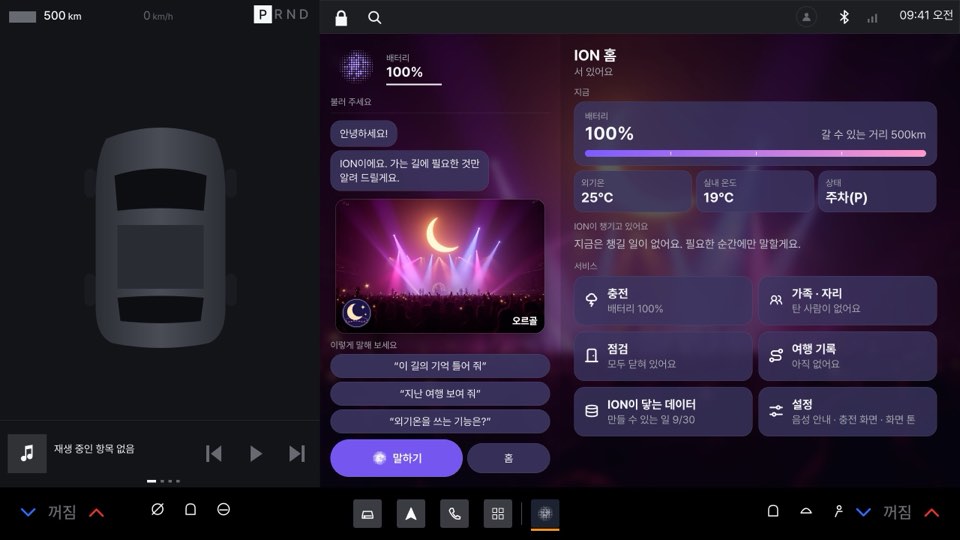 500 km
0 km/h
P R N D
09:41 오전
배터리
100%
불러 주세요
안녕하세요!
ION이에요. 가는 길에 필요한 것만
알려 드릴게요.
오르골
이렇게 말해 보세요
“이 길의 기억 틀어 줘”
“지난 여행 보여 줘”
“외기온을 쓰는 기능은?”
말하기
홈
ION 홈
서 있어요
지금
배터리
100%
갈 수 있는 거리 500km
외기온
25°C
실내 온도
19°C
상태
주차(P)
ION이 챙기고 있어요
지금은 챙길 일이 없어요. 필요한 순간에만 말할게요.
서비스
충전
배터리 100%
가족 · 자리
탄 사람이 없어요
점검
모두 닫혀 있어요
여행 기록
아직 없어요
ION이 닿는 데이터
만들 수 있는 일 9/30
설정
음성 안내 · 충전 화면 · 화면 톤
재생 중인 항목 없음
꺼짐
꺼짐